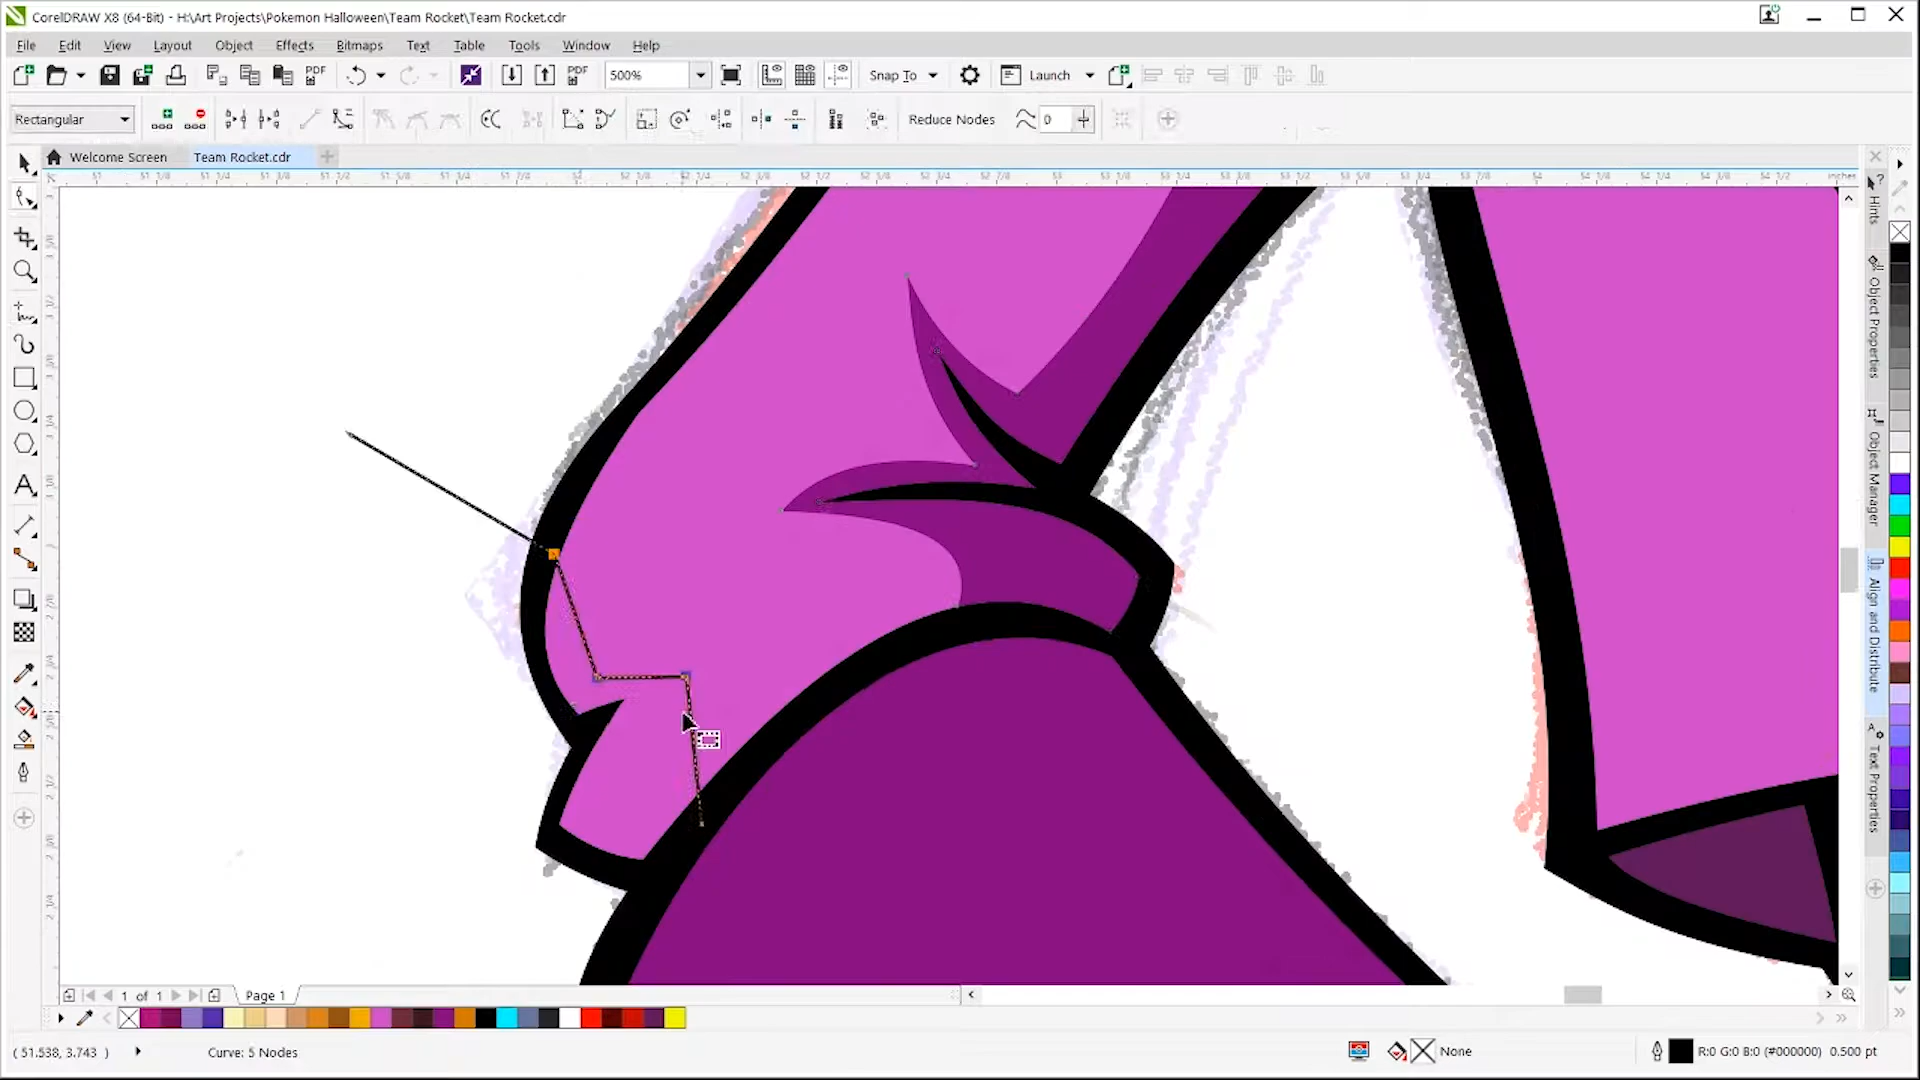 CorelDRAW X8 (64-Bit) - H:\Art Projects\Pokemon Halloween\Team Rocket\Team Rocket.cdr
File Edit View Layout Object Effects Bitmaps Text Table Tools Window Help
PDF PDF 500% Snap To Launch
Rectangular Reduce Nodes 0
Welcome Screen Team Rocket.cdr
inches
Hints
Object Properties
Object Manager
Align and Distribute
Text Properties
1 of 1 Page 1
( 51.538, 3.743 ) Curve: 5 Nodes None R:0 G:0 B:0 (#000000) 0.500 pt